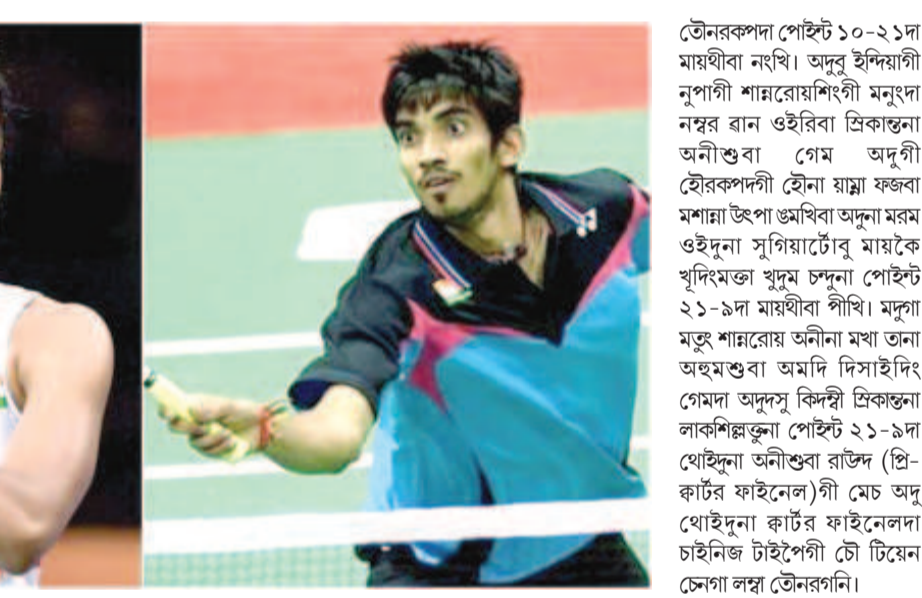 তৌনরকপদা পোইন্ট ১০-২১দা
মায়থীবা নংখি। অদুবু ইন্দিয়াগী
নুপাগী শান্নরোয়শিংগী মনুংদা
নম্বর ৱান ওইরিবা স্রিকান্তনা
অনীশুবা গেম অদুগী
হৌরকপদগী হৌনা য়াম্না ফজবা
মশান্না উৎপা ঙমখিবা অদুনা মরম
ওইদুনা সুগিয়ার্টোবু মায়কৈ
খূদিংমক্তা খুদুম চন্দুনা পোইন্ট
২১-৯দা মায়থীবা পীখি। মদুগা
মতুং শান্নরোয় অনীনা মখা তানা
অহুমশুবা অমদি দিসাইদিং
গেমদা অদুদসু কিদম্বী স্রিকান্তনা
লাকশিল্লক্তুনা পোইন্ট ২১-৯দা
থোইদুনা অনীশুবা রাউন্দ (প্রি-
ক্বার্টর ফাইনেল)গী মেচ অদু
থোইদুনা ক্বার্টর ফাইনেলদা
চাইনিজ টাইপৈগী চৌ টিয়েন
চেনগা লম্বা তৌনরগনি।